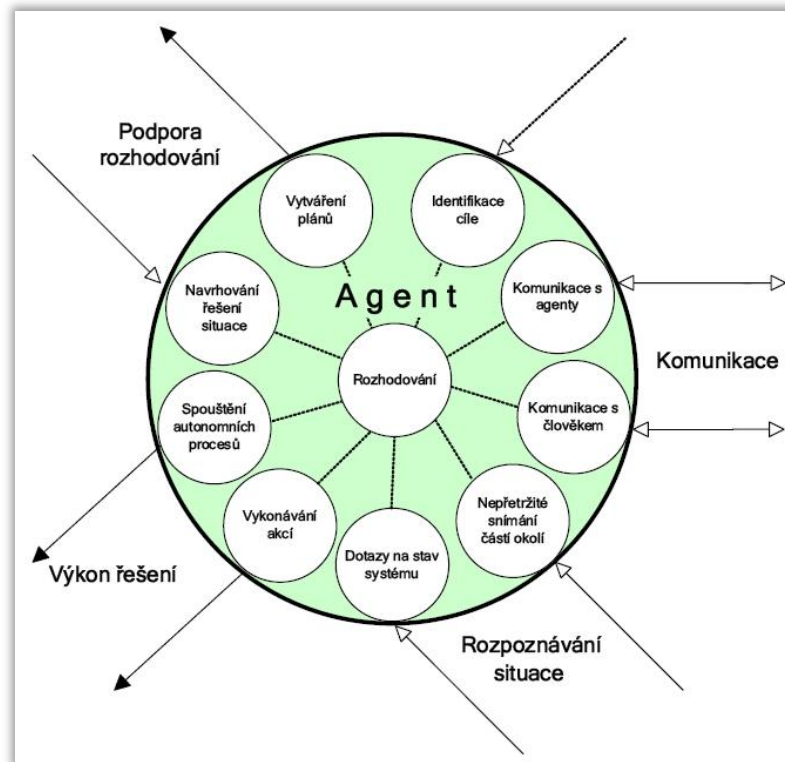 Podpora
rozhodování
Vytváření
plánů
Identifikace
cíle
Navrhování
řešení
situace
Agent
Komunikace s
agenty
Komunikace
Rozhodování
Spouštění
autonomních
procesů
Komunikace s
člověkem
Vykonávání
akcí
Nepřetržité
snímání
částí okolí
Dotazy na stav
systému
Výkon řešení
Rozpoznávání
situace